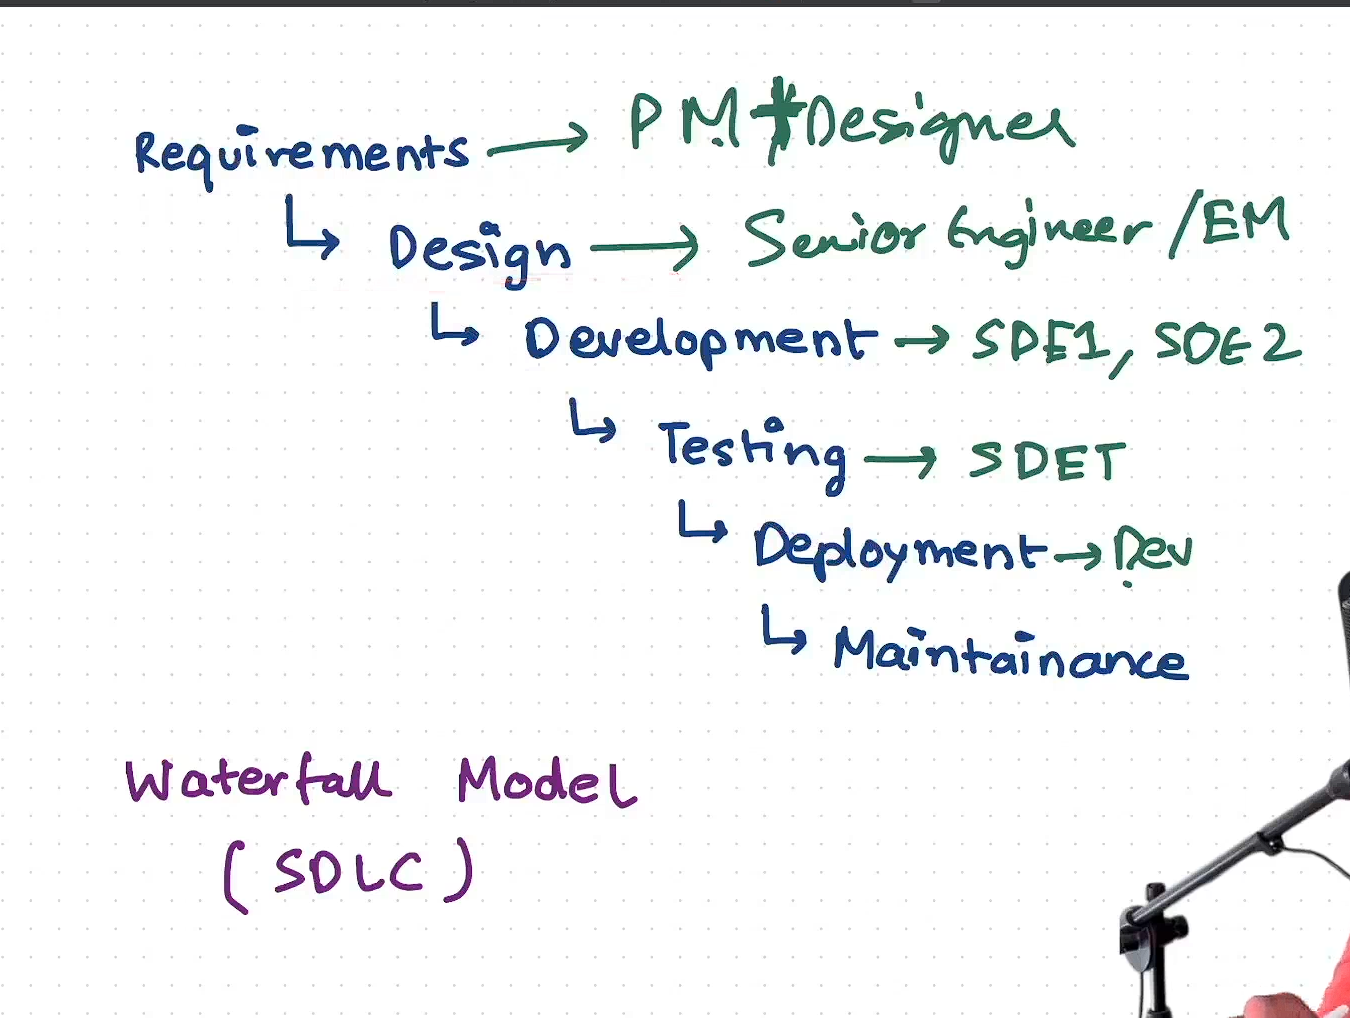 Requirements → PM + Designer
↳ Design → Senior Engineer / EM
↳ Development → SDE1, SDE2
↳ Testing → SDET
↳ Deployment → Dev
↳ Maintainance
Waterfall Model
(SDLC)